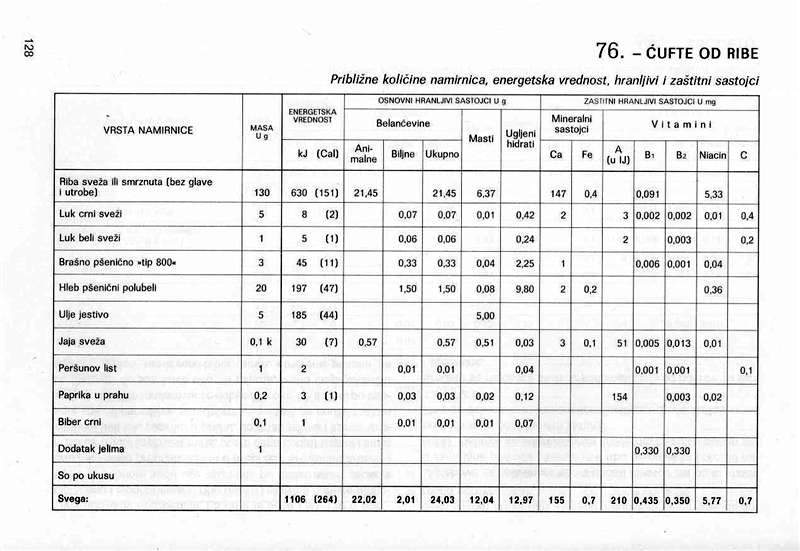 128
76. – ĆUFTE OD RIBE
Približne količine namirnica, energetska vrednost, hranljivi i zaštitni sastojci
VRSTA NAMIRNICE
MASA U g
ENERGETSKA VREDNOST
OSNOVNI HRANLJIVI SASTOJCI U g
ZAŠTITNI HRANLJIVI SASTOJCI U mg
Belančevine
Masti
Ugljeni hidrati
Mineralni sastojci
Vitamini
kJ (Cal)
Animalne
Biljne
Ukupno
Ca
Fe
A (u IJ)
B1
B2
Niacin
C
Riba sveža ili smrznuta (bez glave
i utrobe) 130 630 (151) 21,45 21,45 6,37 147 0,4 0,091 5,33
Luk crni sveži 5 8 (2) 0,07 0,07 0,01 0,42 2 3 0,002 0,002 0,01 0,4
Luk beli sveži 1 5 (1) 0,06 0,06 0,24 2 0,003 0,2
Brašno pšenično »tip 800« 3 45 (11) 0,33 0,33 0,04 2,25 1 0,006 0,001 0,04
Hleb pšenični polubeli 20 197 (47) 1,50 1,50 0,08 9,80 2 0,2 0,36
Ulje jestivo 5 185 (44) 5,00
Jaja sveža 0,1 k 30 (7) 0,57 0,57 0,51 0,03 3 0,1 51 0,005 0,013 0,01
Peršunov list 1 2 0,01 0,01 0,04 0,001 0,001 0,1
Paprika u prahu 0,2 3 (1) 0,03 0,03 0,02 0,12 154 0,003 0,02
Biber crni 0,1 1 0,01 0,01 0,01 0,07
Dodatak jelima 1 0,330 0,330
So po ukusu
Svega: 1106 (264) 22,02 2,01 24,03 12,04 12,97 155 0,7 210 0,435 0,350 5,77 0,7